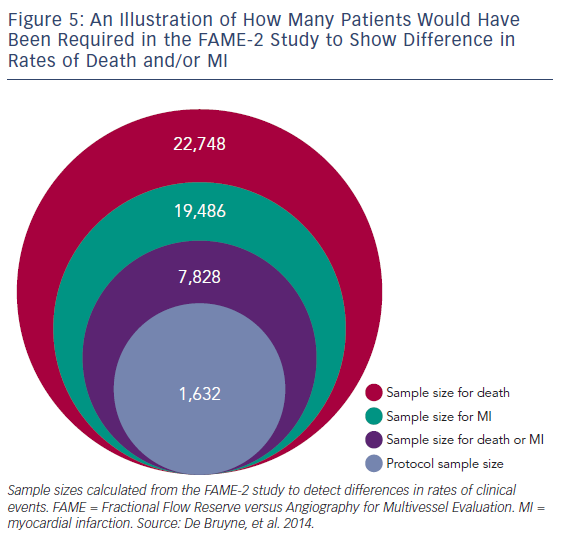 Figure 5: An Illustration of How Many Patients Would Have
Been Required in the FAME-2 Study to Show Difference in
Rates of Death and/or MI
22,748
19,486
7,828
1,632
Sample size for death
Sample size for MI
Sample size for death or MI
Protocol sample size
Sample sizes calculated from the FAME-2 study to detect differences in rates of clinical
events. FAME = Fractional Flow Reserve versus Angiography for Multivessel Evaluation. MI =
myocardial infarction. Source: De Bruyne, et al. 2014.